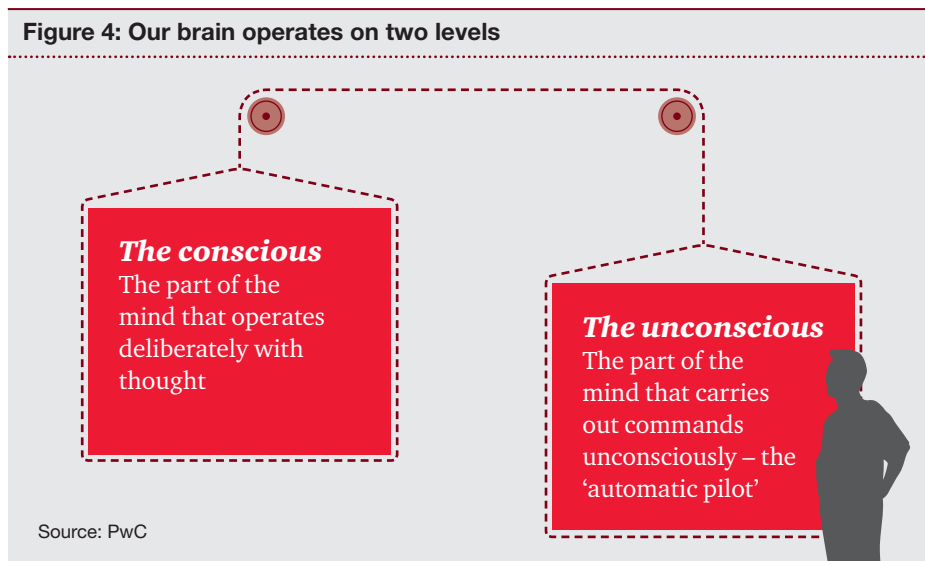 Figure 4: Our brain operates on two levels
The conscious
The part of the
mind that operates
deliberately with
thought
The unconscious
The part of the
mind that carries
out commands
unconsciously – the
‘automatic pilot’
Source: PwC